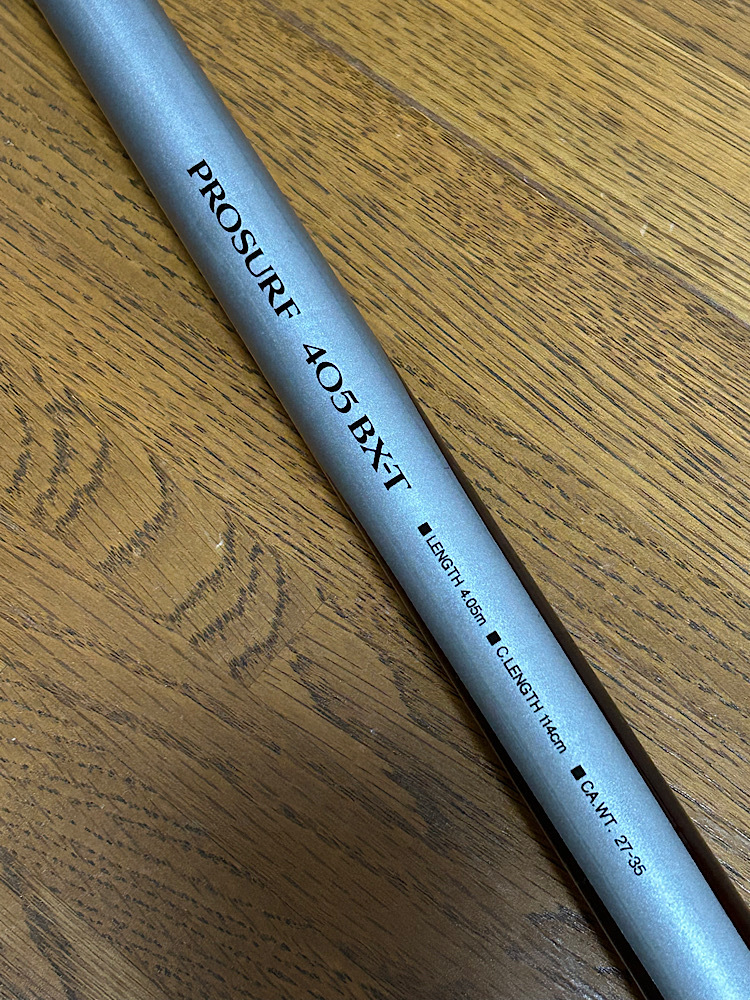 PROSURF 405 BX-T ■ LENGTH 4.05m ■ C.LENGTH 114cm ■ CA.WT. 27-35